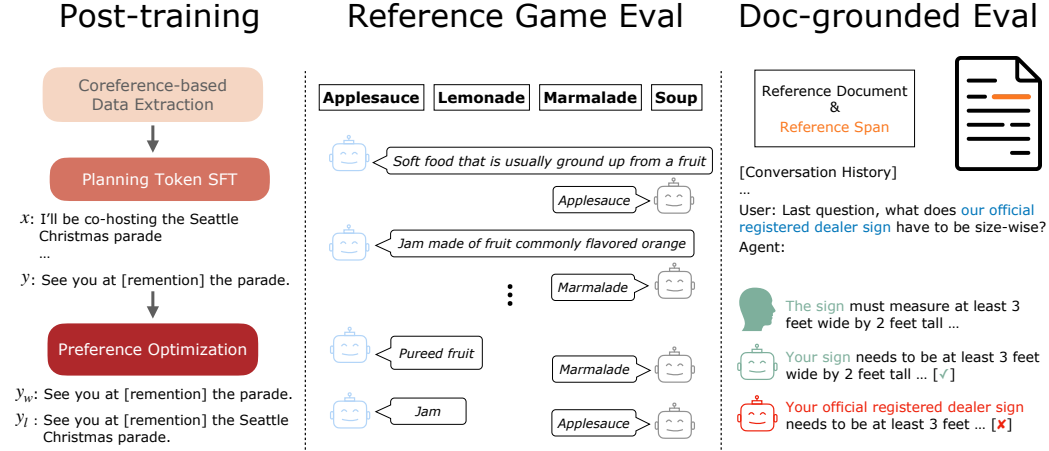 Post-training
Coreference-based
Data Extraction
Planning Token SFT
x: I'll be co-hosting the Seattle
Christmas parade
...
y: See you at [remention] the parade.
Preference Optimization
y_w: See you at [remention] the parade.
y_l : See you at [remention] the Seattle
Christmas parade.
Reference Game Eval
Applesauce Lemonade Marmalade Soup
Soft food that is usually ground up from a fruit
Applesauce
Jam made of fruit commonly flavored orange
Marmalade
Pureed fruit
Marmalade
Jam
Applesauce
Doc-grounded Eval
Reference Document
&
Reference Span
[Conversation History]
...
User: Last question, what does our official
registered dealer sign have to be size-wise?
Agent:
The sign must measure at least 3
feet wide by 2 feet tall ...
Your sign needs to be at least 3 feet
wide by 2 feet tall ... [✓]
Your official registered dealer sign
needs to be at least 3 feet ... [✘]